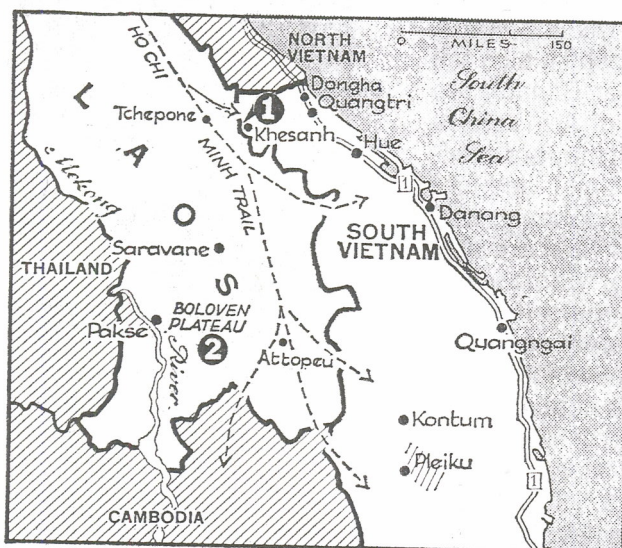 NORTH
VIETNAM
0 MILES 150
South
China
Sea
HO CHI
MINH TRAIL
LAOS
Dongha
Quangtri
1
Tchepone
Khesanh
Hue
Mekong
River
1
Danang
SOUTH
VIETNAM
Saravane
THAILAND
BOLOVEN
PLATEAU
Pakse
2
Attopeu
Quangngai
Kontum
Pleiku
1
CAMBODIA